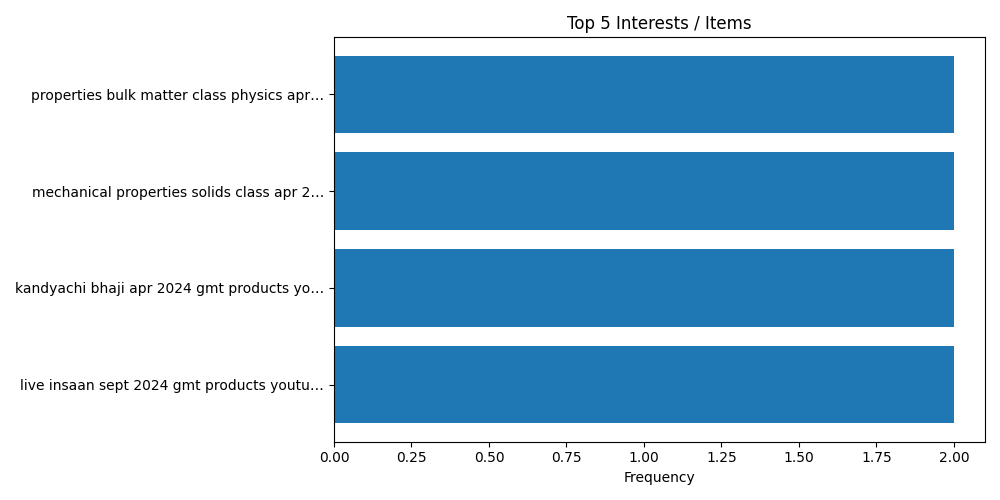 Top 5 Interests / Items
properties bulk matter class physics apr…
mechanical properties solids class apr 2…
kandyachi bhaji apr 2024 gmt products yo…
live insaan sept 2024 gmt products youtu…
0.00 0.25 0.50 0.75 1.00 1.25 1.50 1.75 2.00
Frequency